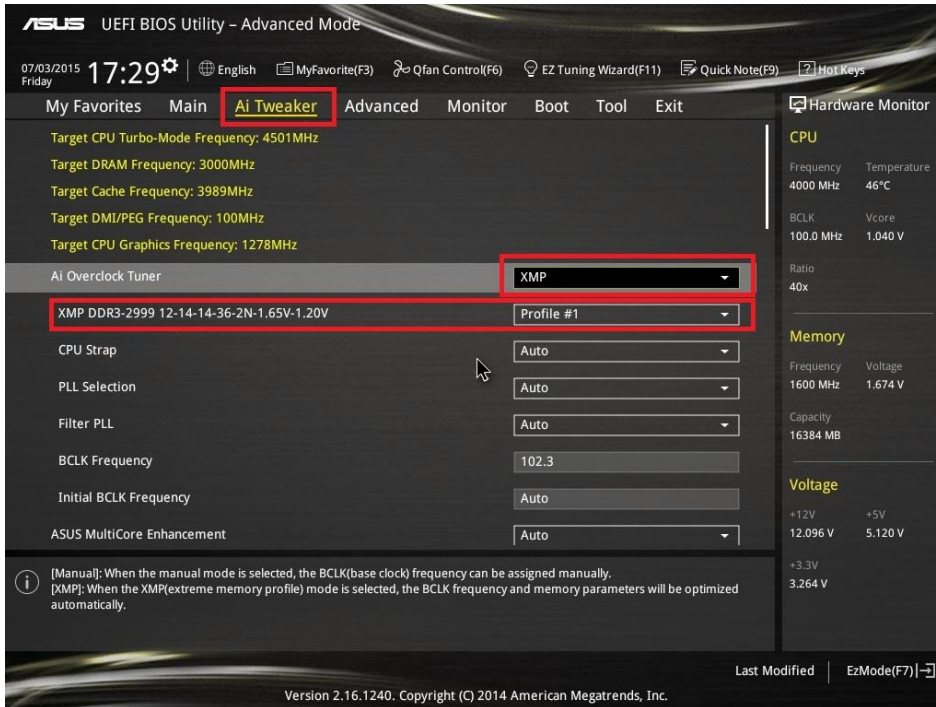 ASUS UEFI BIOS Utility – Advanced Mode
07/03/2015
Friday
17:29
English MyFavorite(F3) Qfan Control(F6) EZ Tuning Wizard(F11) Quick Note(F9) ? Hot Keys
My Favorites Main Ai Tweaker Advanced Monitor Boot Tool Exit
Target CPU Turbo-Mode Frequency: 4501MHz
Target DRAM Frequency: 3000MHz
Target Cache Frequency: 3989MHz
Target DMI/PEG Frequency: 100MHz
Target CPU Graphics Frequency: 1278MHz
Ai Overclock Tuner XMP
XMP DDR3-2999 12-14-14-36-2N-1.65V-1.20V Profile #1
CPU Strap Auto
PLL Selection Auto
Filter PLL Auto
BCLK Frequency 102.3
Initial BCLK Frequency Auto
ASUS MultiCore Enhancement Auto
[Manual]: When the manual mode is selected, the BCLK(base clock) frequency can be assigned manually.
[XMP]: When the XMP(extreme memory profile) mode is selected, the BCLK frequency and memory parameters will be optimized
automatically.
Hardware Monitor
CPU
Frequency Temperature
4000 MHz 46°C
BCLK Vcore
100.0 MHz 1.040 V
Ratio
40x
Memory
Frequency Voltage
1600 MHz 1.674 V
Capacity
16384 MB
Voltage
+12V +5V
12.096 V 5.120 V
+3.3V
3.264 V
Last Modified EzMode(F7)
Version 2.16.1240. Copyright (C) 2014 American Megatrends, Inc.